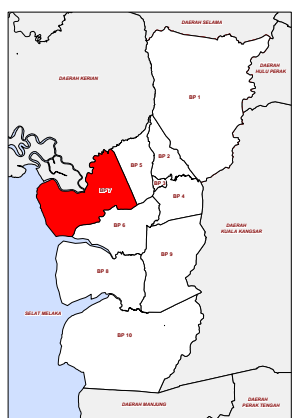 DAERAH SELAMA
DAERAH
HULU PERAK
DAERAH KERIAN
BP 1
BP 2
BP 5
BP 3
BP 7
BP 4
BP 6
DAERAH
KUALA KANGSAR
BP 9
BP 8
SELAT MELAKA
BP 10
DAERAH MANJUNG
DAERAH
PERAK TENGAH